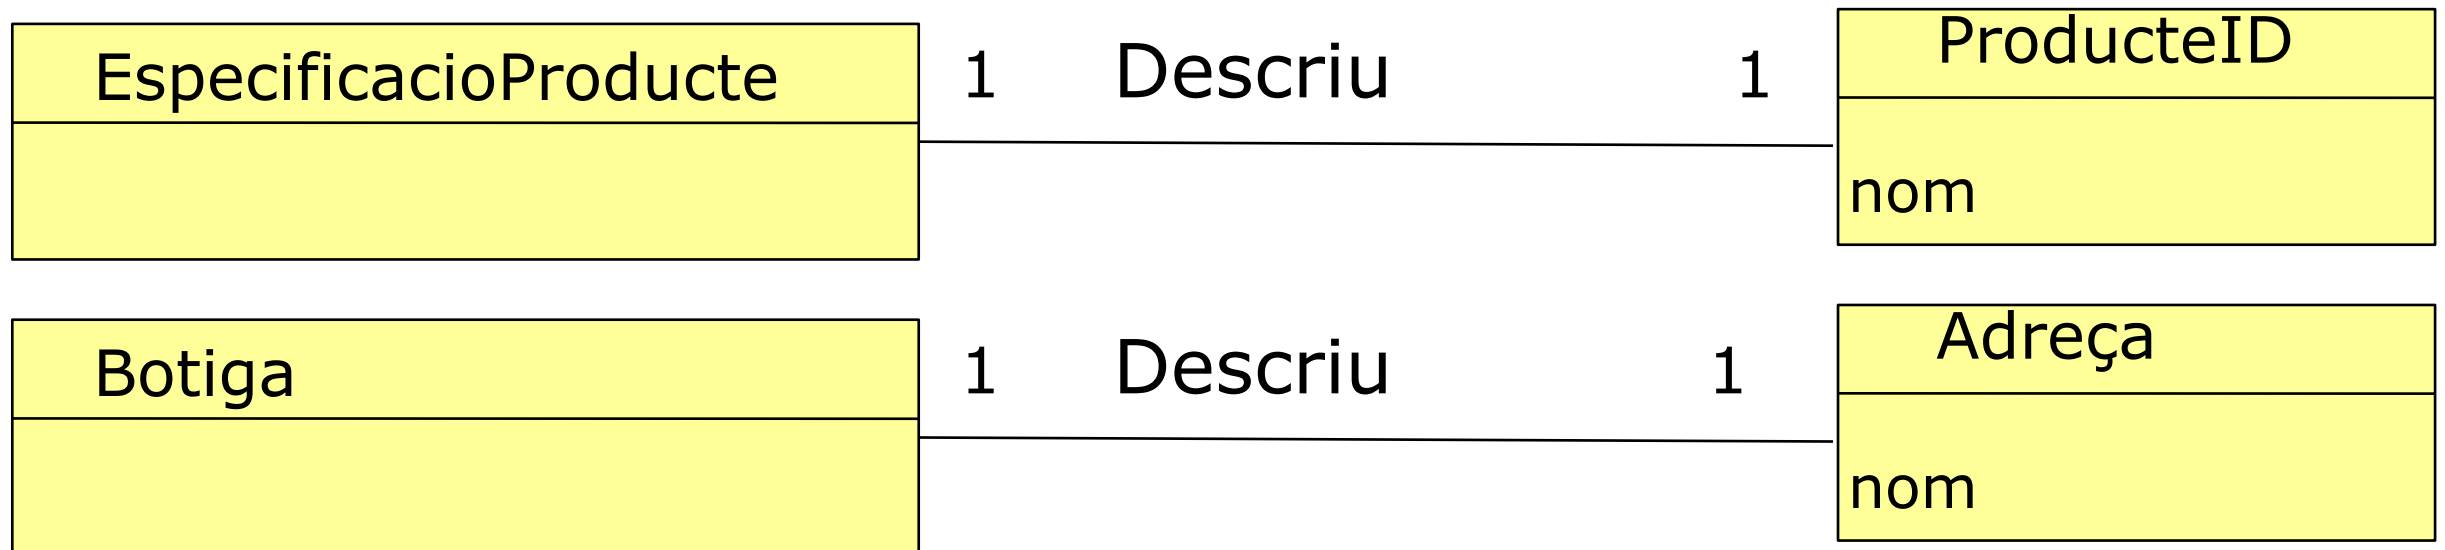 EspecificacioProducte
1 Descriu 1
ProducteID
nom
Botiga
1 Descriu 1
Adreça
nom